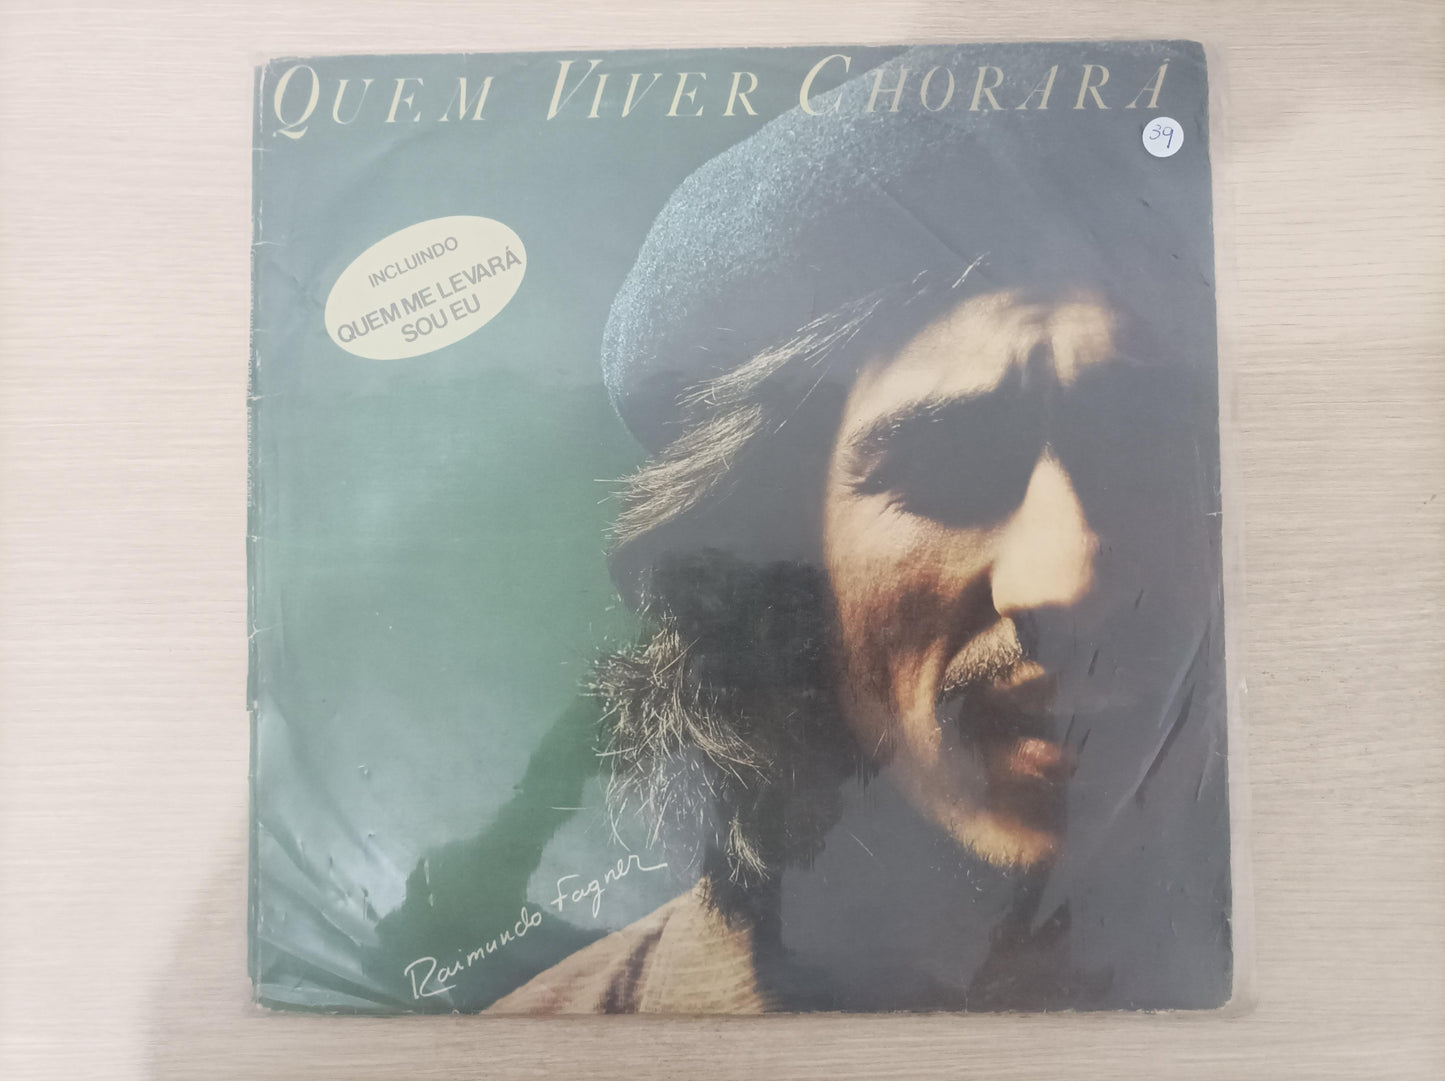 QUEM VIVER CHORARÁ
39
INCLUINDO
QUEM ME LEVARÁ
SOU EU
Raimundo Fagner